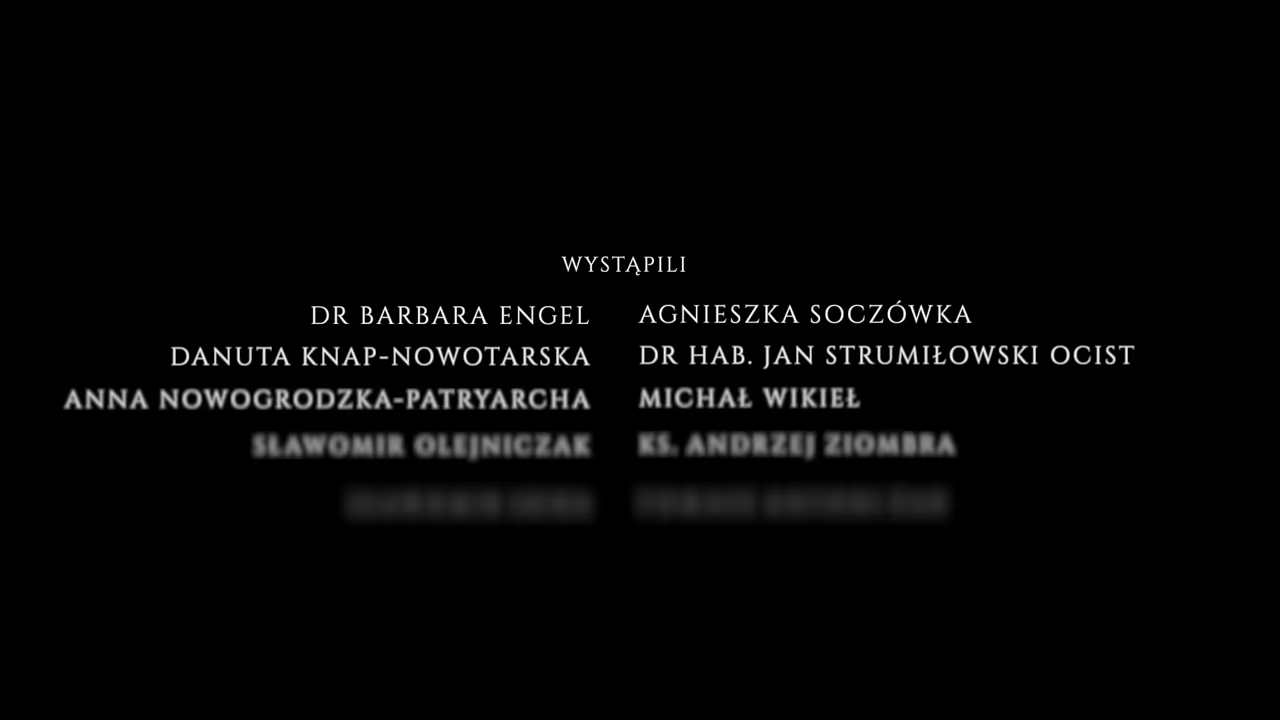 WYSTĄPILI
DR BARBARA ENGEL AGNIESZKA SOCZÓWKA
DANUTA KNAP-NOWOTARSKA DR HAB. JAN STRUMIŁOWSKI OCIST
ANNA NOWOGRODZKA-PATRYARCHA MICHAŁ WIKIEŁ
SŁAWOMIR OLEJNICZAK KS. ANDRZEJ ZIOMBRA